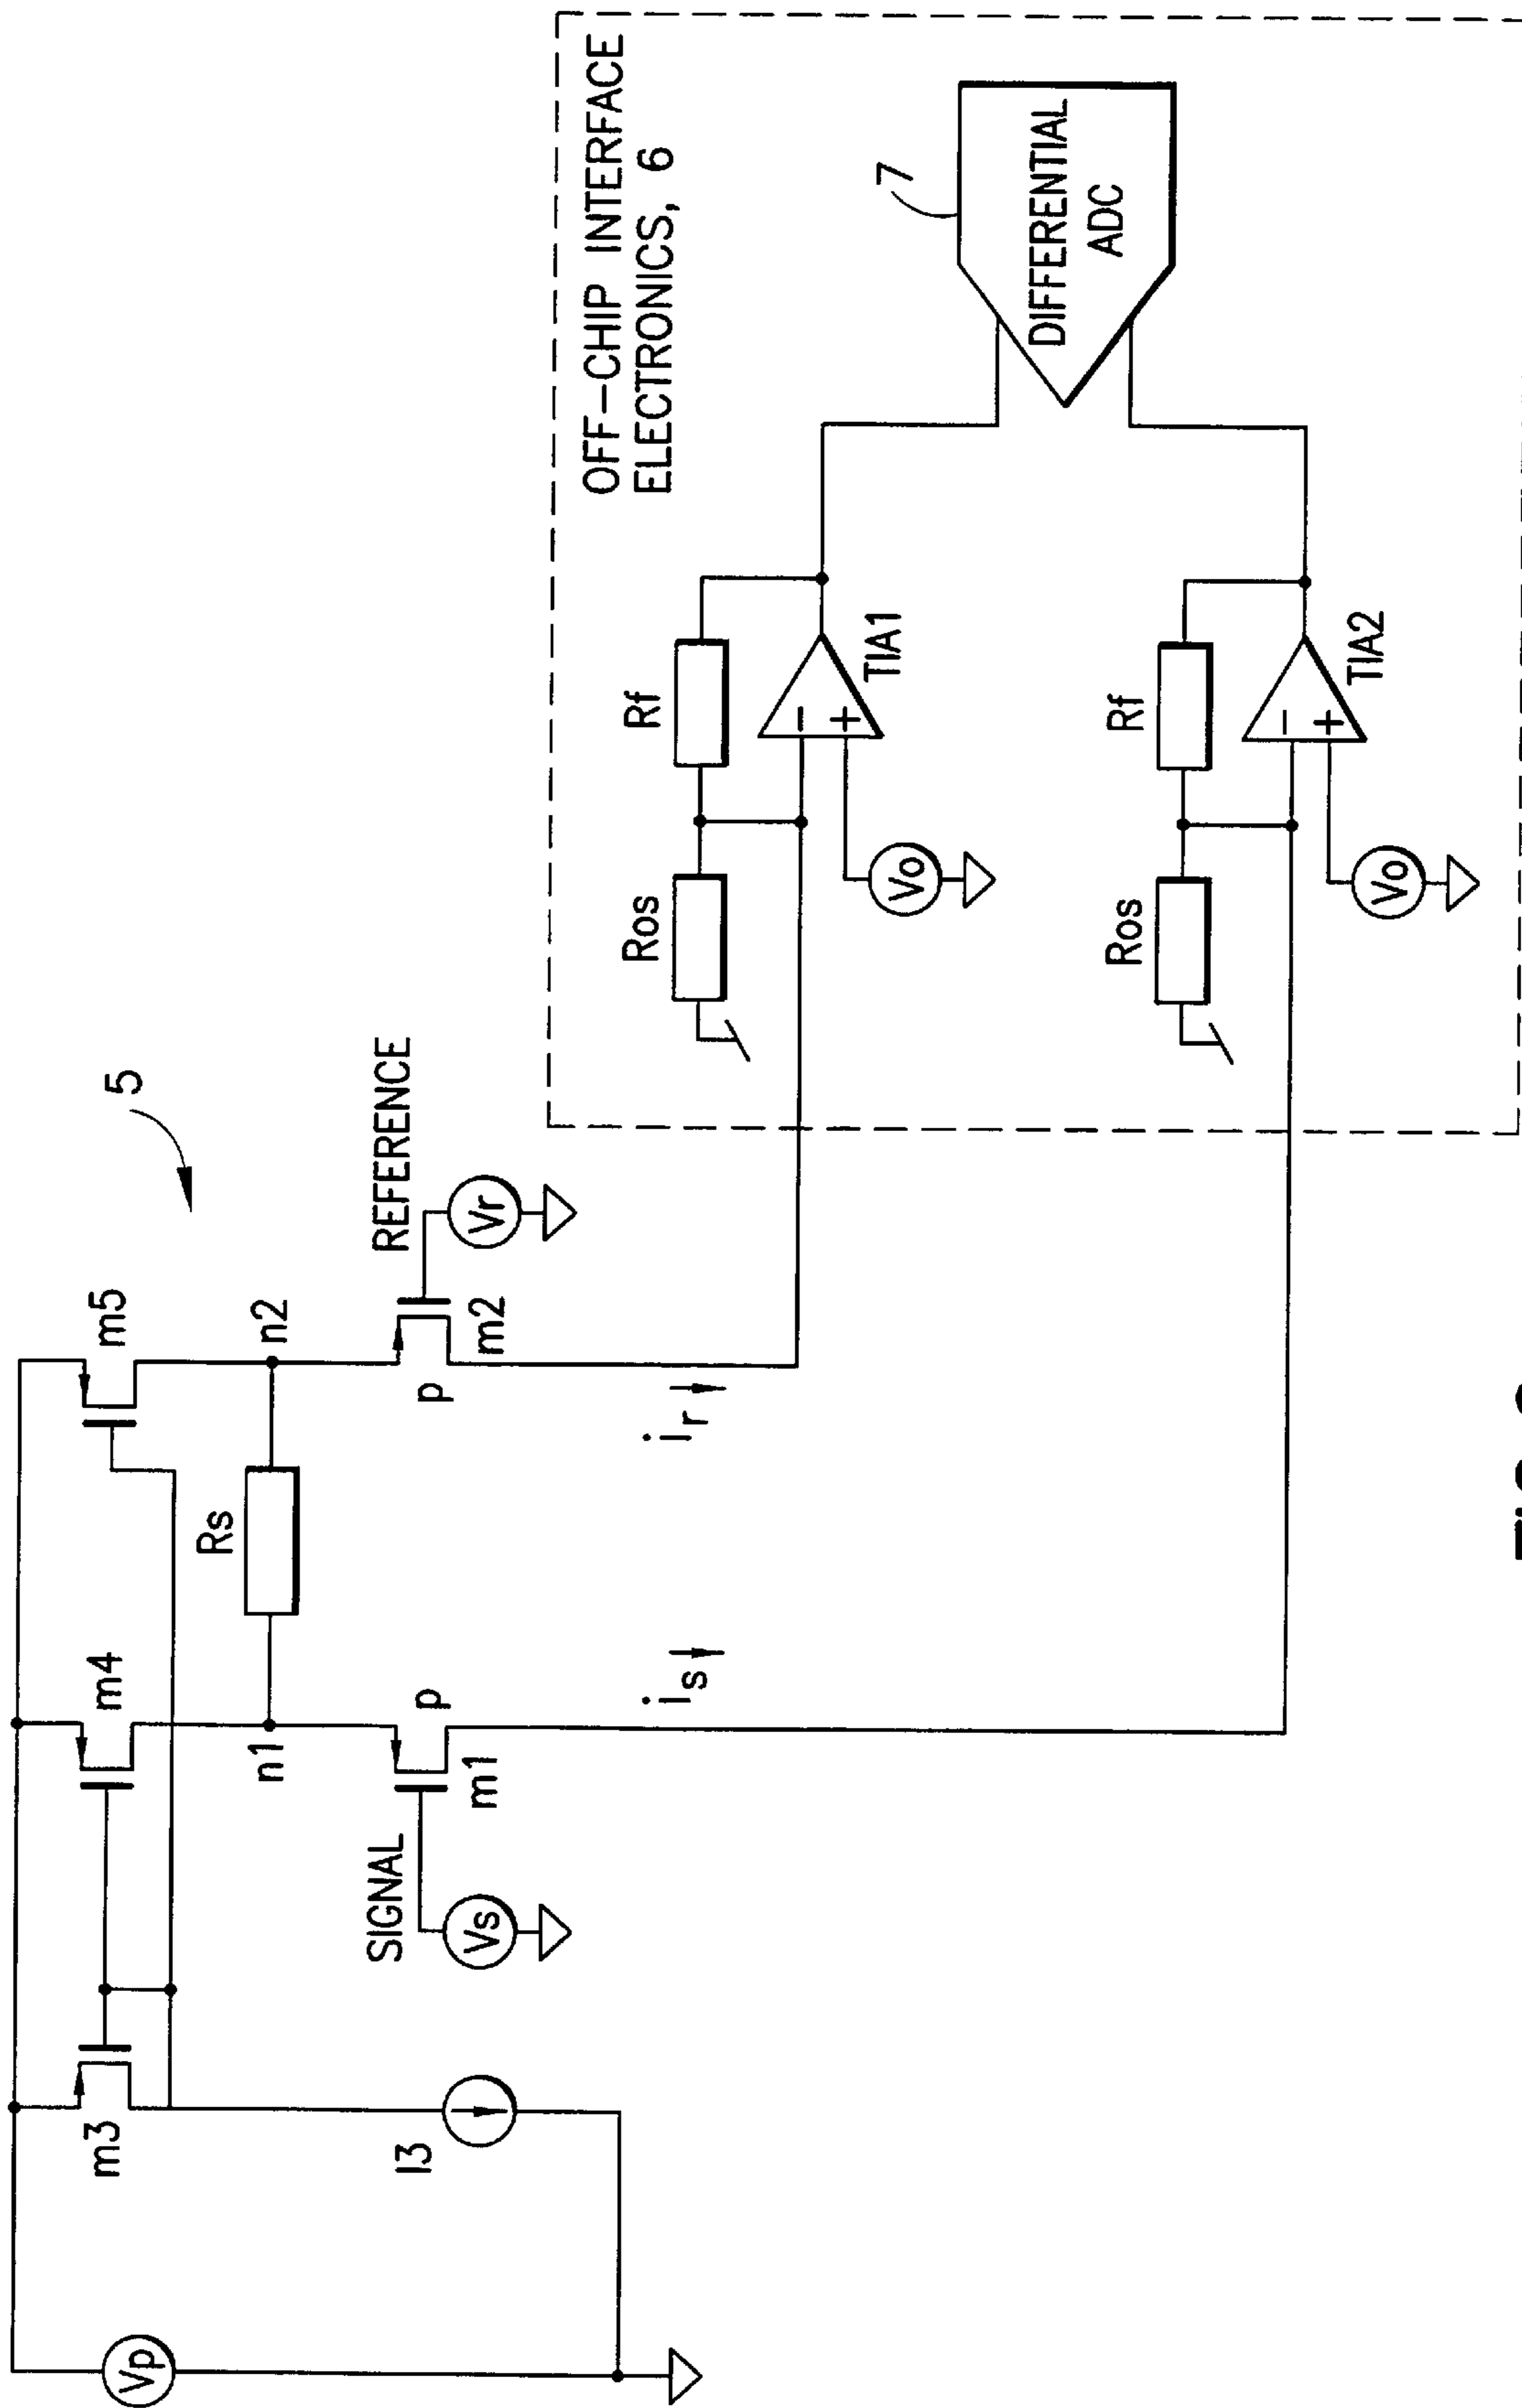 5
OFF-CHIP INTERFACE
ELECTRONICS, 6
7
DIFFERENTIAL
ADC
Vp
m3
I3
m4
m5
n1
Rs
n2
SIGNAL
Vs
m1
p
REFERENCE
Vr
m2
p
is
ir
Ros
Rf
TIA1
-
+
Vo
Ros
Rf
TIA2
-
+
Vo